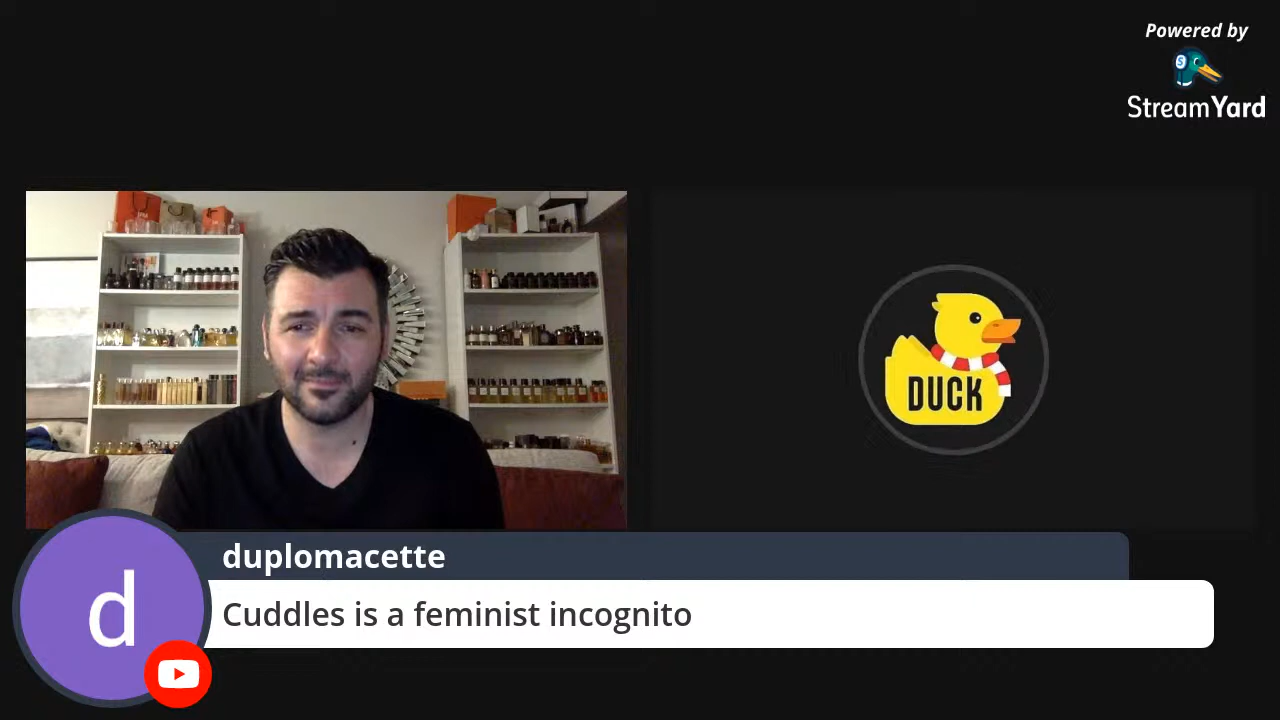 Powered by
StreamYard
DUCK
duplomacette
d
Cuddles is a feminist incognito